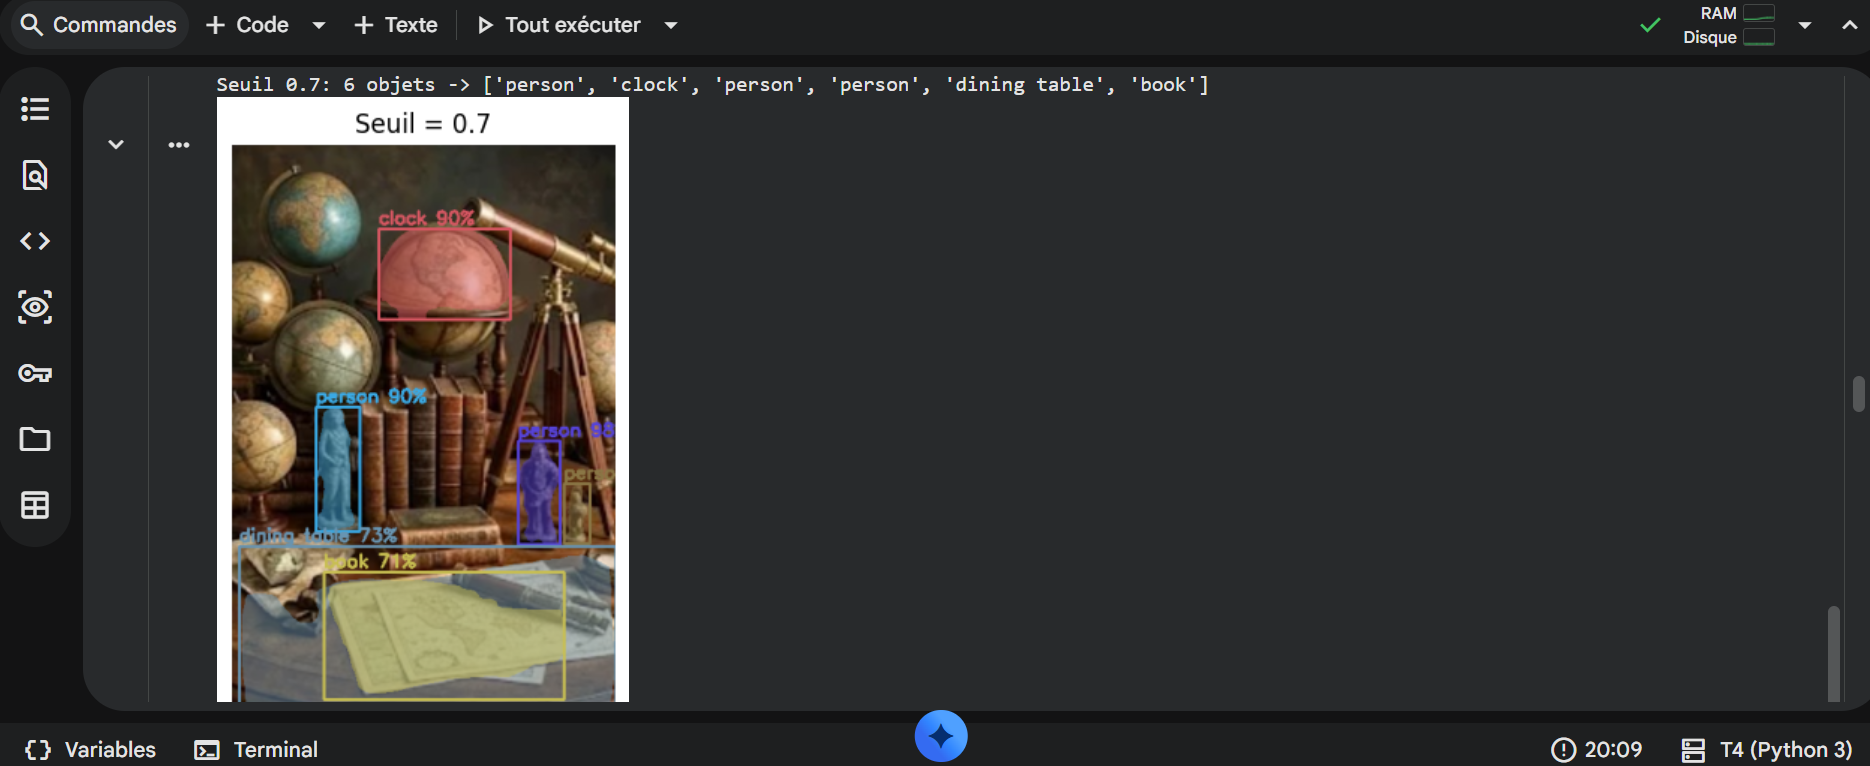 Commandes + Code + Texte Tout exécuter RAM
Disque
Seuil 0.7: 6 objets -> ['person', 'clock', 'person', 'person', 'dining table', 'book']
Seuil = 0.7
clock 90%
person 90%
person 98
perso
dining table 73%
book 71%
Variables Terminal 20:09 T4 (Python 3)